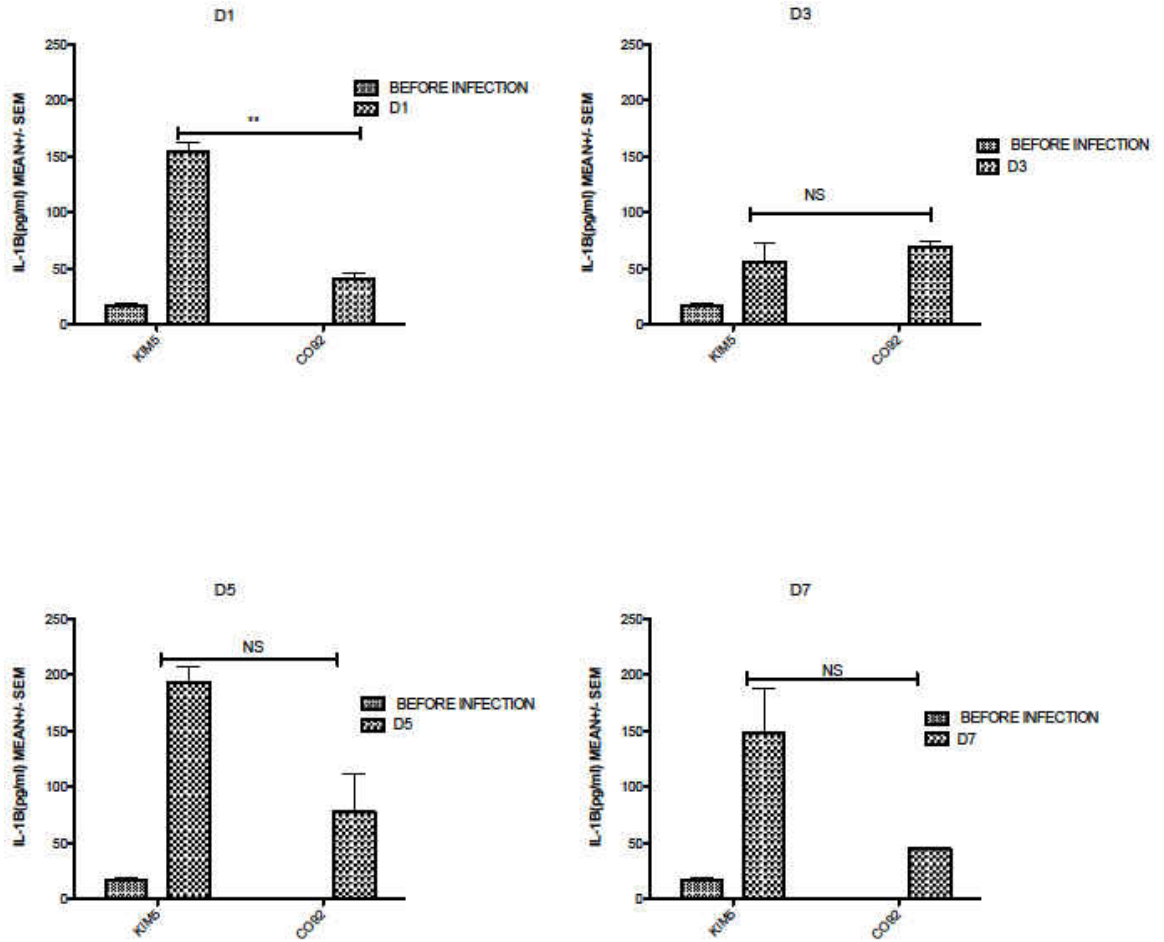 D1
IL-1B(pg/ml) MEAN+/- SEM
250
200
150
100
50
0
**
BEFORE INFECTION
D1
KIM5
CO92
D3
IL-1B(pg/ml) MEAN+/- SEM
250
200
150
100
50
0
NS
BEFORE INFECTION
D3
KIM5
CO92
D5
IL-1B(pg/ml) MEAN+/- SEM
250
200
150
100
50
0
NS
BEFORE INFECTION
D5
KIM5
CO92
D7
IL-1B(pg/ml) MEAN+/- SEM
250
200
150
100
50
0
NS
BEFORE INFECTION
D7
KIM5
CO92